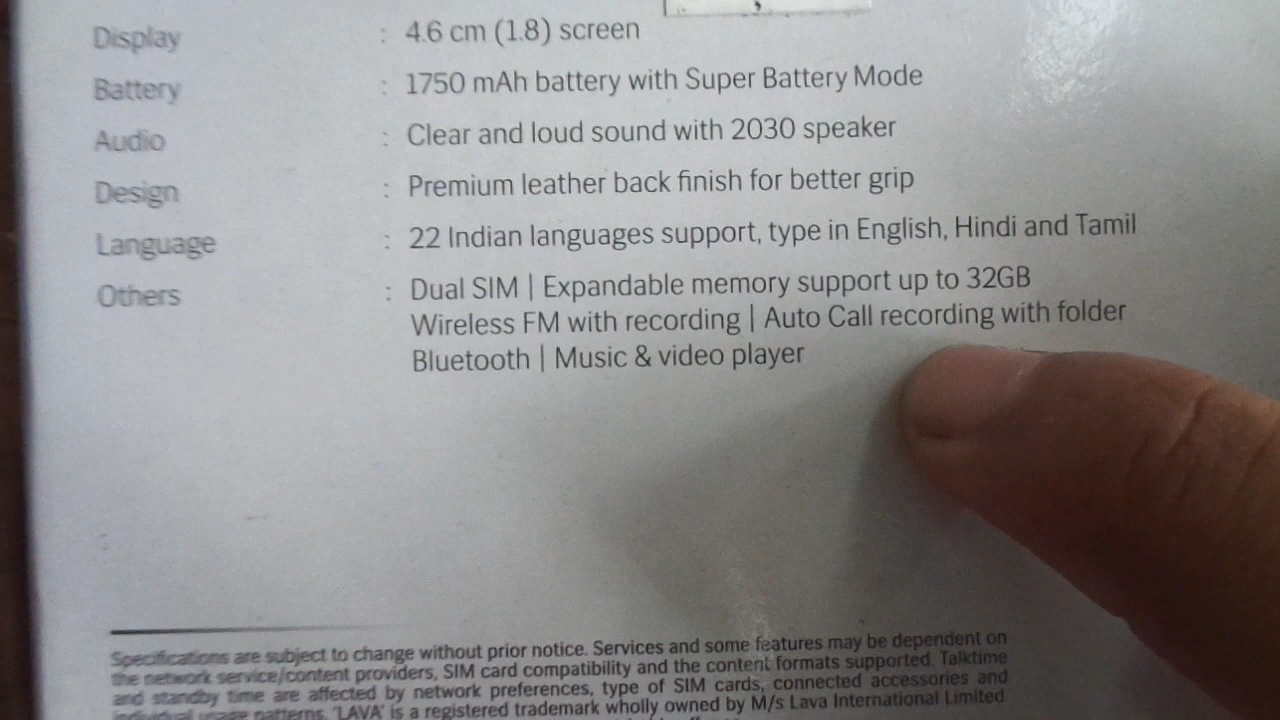 Display : 4.6 cm (1.8) screen
Battery : 1750 mAh battery with Super Battery Mode
Audio : Clear and loud sound with 2030 speaker
Design : Premium leather back finish for better grip
Language : 22 Indian languages support, type in English, Hindi and Tamil
Others : Dual SIM | Expandable memory support up to 32GB
Wireless FM with recording | Auto Call recording with folder
Bluetooth | Music & video player
Specifications are subject to change without prior notice. Services and some features may be dependent on
the network service/content providers, SIM card compatibility and the content formats supported. Talktime
and standby time are affected by network preferences, type of SIM cards, connected accessories and
individual usage patterns. 'LAVA' is a registered trademark wholly owned by M/s Lava International Limited